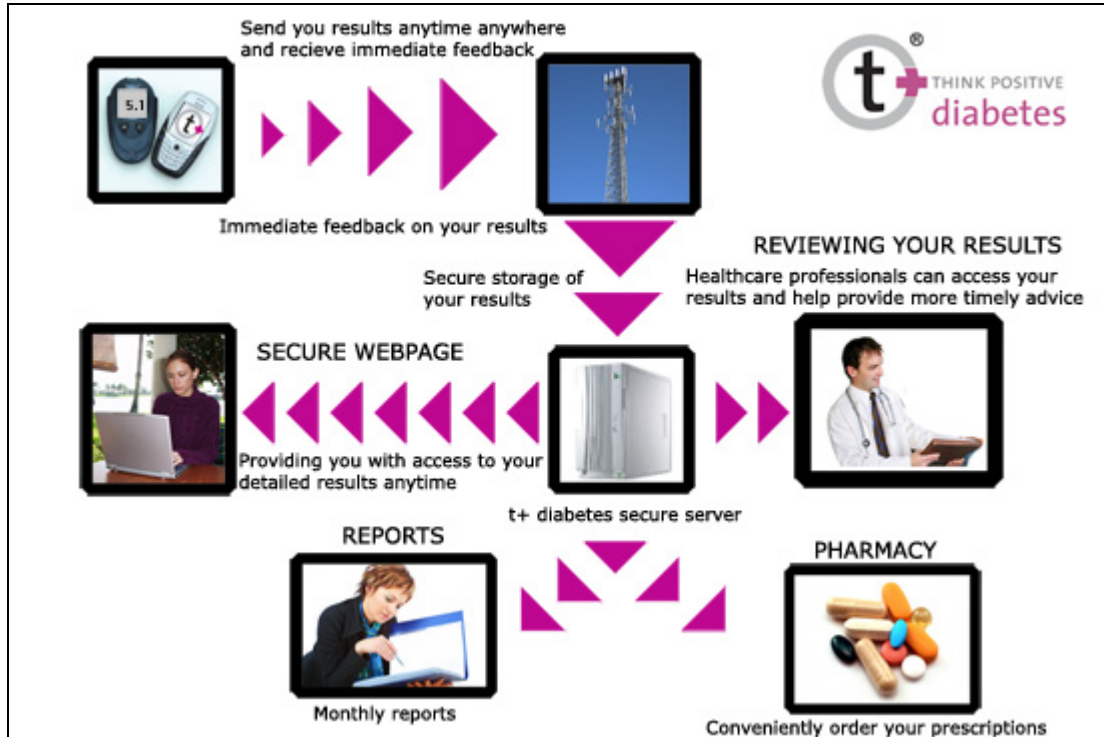 Send you results anytime anywhere
and recieve immediate feedback
®
t+
THINK POSITIVE
diabetes
5.1
t+
Immediate feedback on your results
REVIEWING YOUR RESULTS
Healthcare professionals can access your
results and help provide more timely advice
Secure storage of
your results
SECURE WEBPAGE
Providing you with access to your
detailed results anytime
t+ diabetes secure server
REPORTS
Monthly reports
PHARMACY
Conveniently order your prescriptions